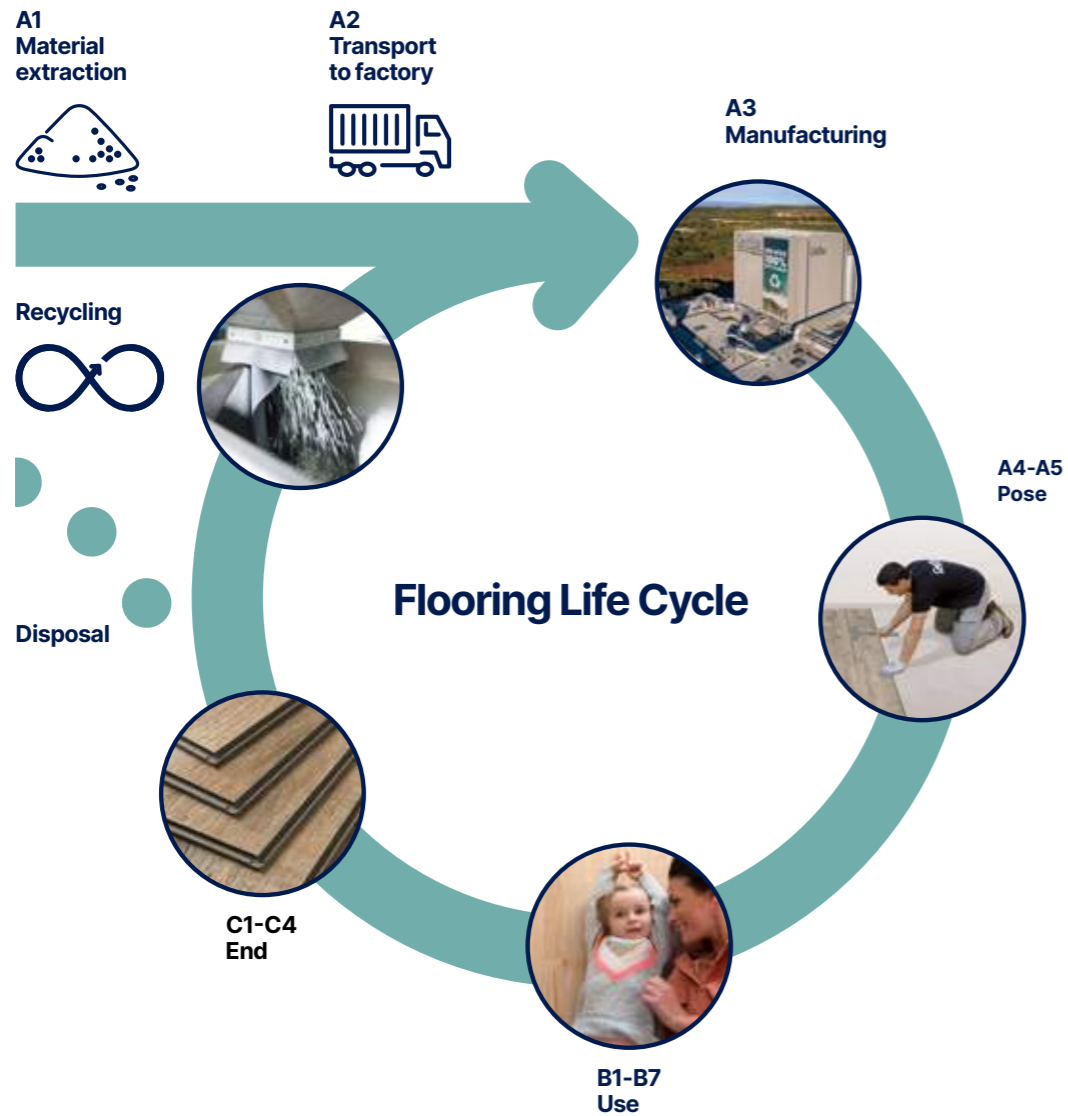 A1
Material
extraction
A2
Transport
to factory
A3
Manufacturing
Recycling
100%
A4-A5
Pose
Flooring Life Cycle
Disposal
C1-C4
End
B1-B7
Use